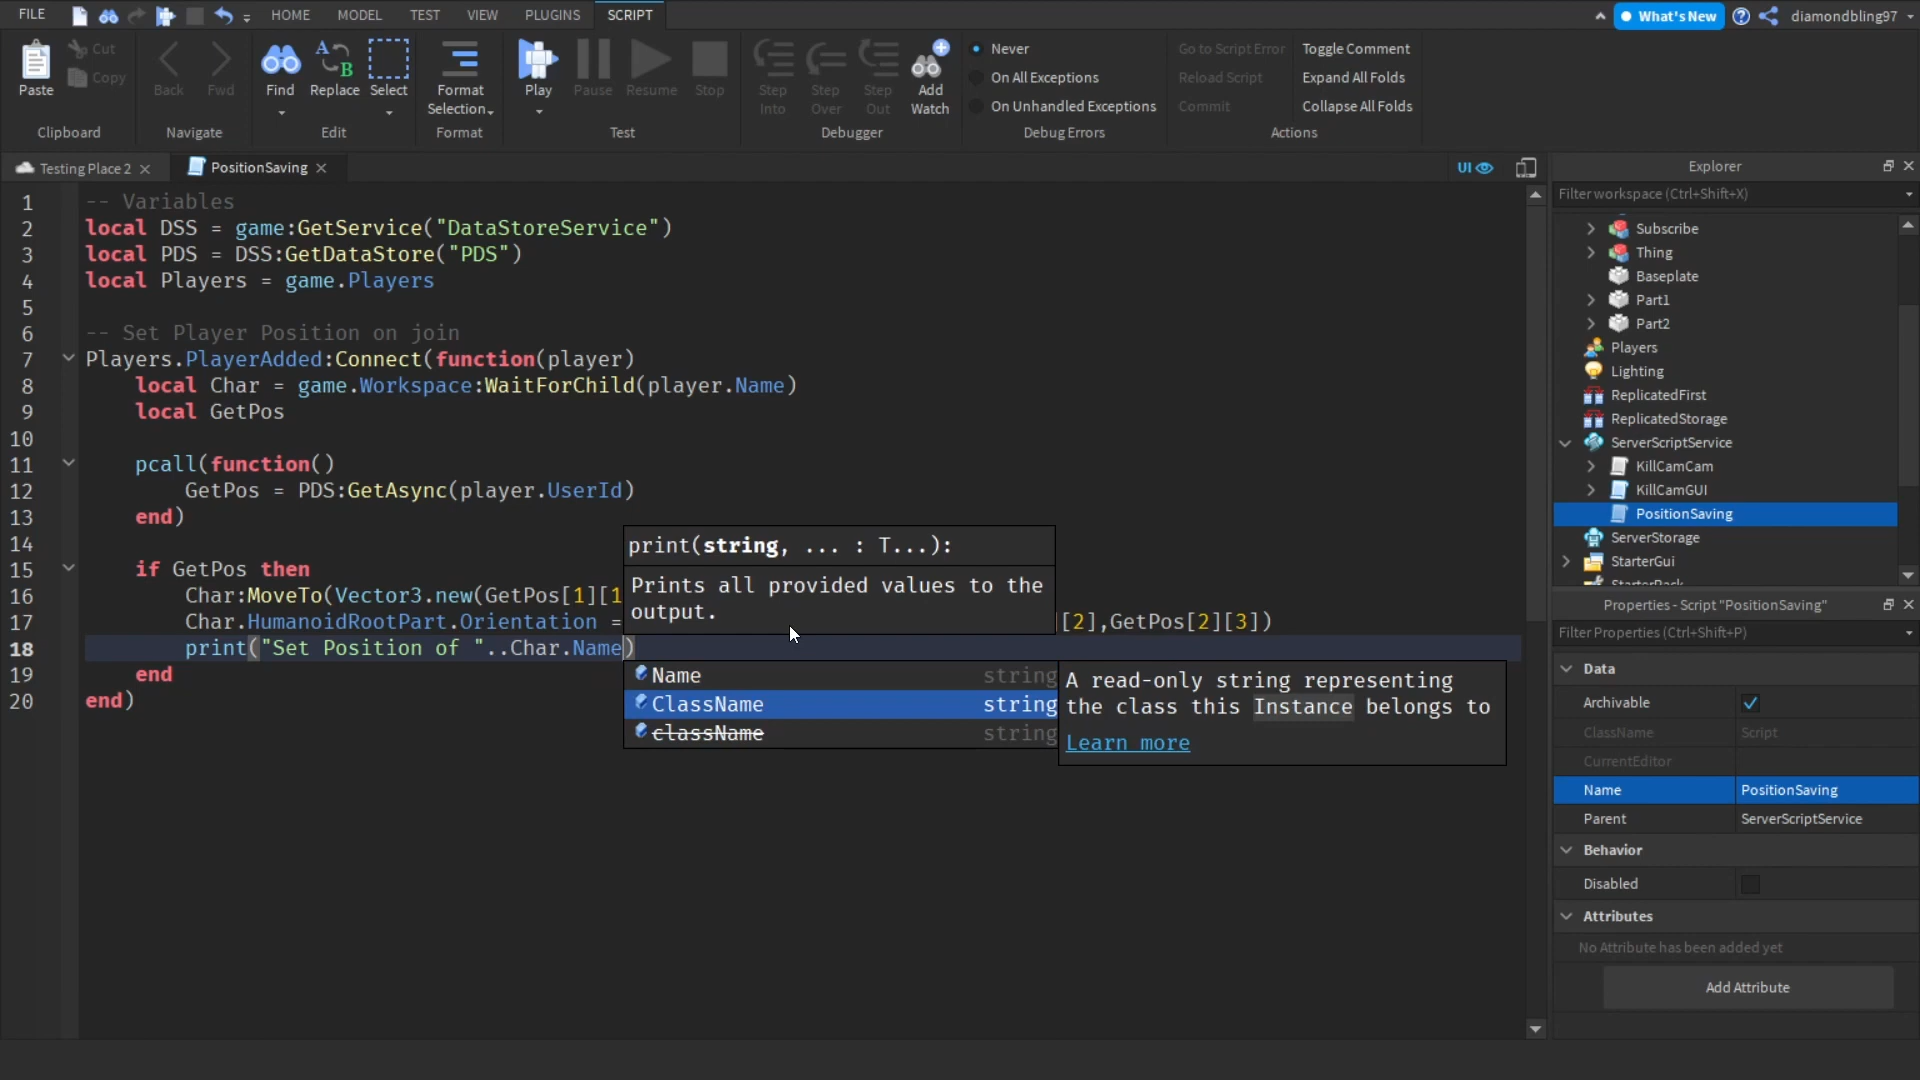 FILE HOME MODEL TEST VIEW PLUGINS SCRIPT What's New diamondbling97
Paste Cut Copy Clipboard
Back Fwd Navigate
Find Replace Select Edit
Format Selection Format
Play Pause Resume Stop Test
Step Into Step Over Step Out Add Watch Debugger
Never
On All Exceptions
On Unhandled Exceptions
Debug Errors
Go to Script Error Toggle Comment
Reload Script Expand All Folds
Commit Collapse All Folds
Actions
Testing Place 2 PositionSaving UI
1 -- Variables
2 local DSS = game:GetService("DataStoreService")
3 local PDS = DSS:GetDataStore("PDS")
4 local Players = game.Players
5
6 -- Set Player Position on join
7 Players.PlayerAdded:Connect(function(player)
8 local Char = game.Workspace:WaitForChild(player.Name)
9 local GetPos
10
11 pcall(function()
12 GetPos = PDS:GetAsync(player.UserId)
13 end)
14
15 if GetPos then
16 Char:MoveTo(Vector3.new(GetPos[1][1
17 Char.HumanoidRootPart.Orientation = [2],GetPos[2][3])
18 print("Set Position of "..Char.Name)
19 end
20 end)
print(string, ... : T...):
Prints all provided values to the
output.
Name string
ClassName string
className string
A read-only string representing
the class this Instance belongs to
Learn more
Explorer
Filter workspace (Ctrl+Shift+X)
Subscribe
Thing
Baseplate
Part1
Part2
Players
Lighting
ReplicatedFirst
ReplicatedStorage
ServerScriptService
KillCamCam
KillCamGUI
PositionSaving
ServerStorage
StarterGui
StarterPack
Properties - Script "PositionSaving"
Filter Properties (Ctrl+Shift+P)
Data
Archivable
ClassName Script
CurrentEditor
Name PositionSaving
Parent ServerScriptService
Behavior
Disabled
Attributes
No Attribute has been added yet
Add Attribute